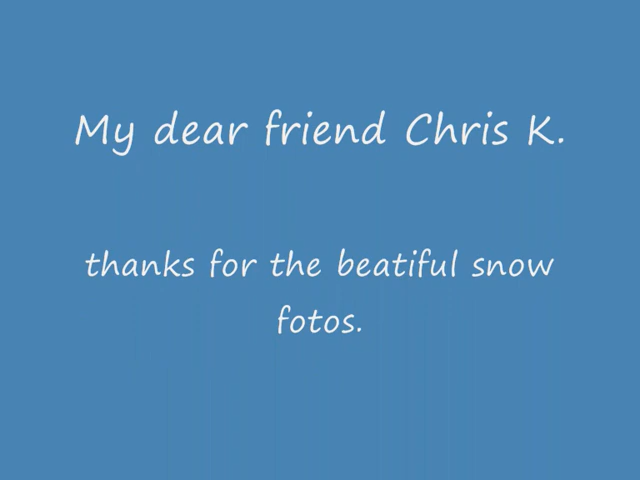 My dear friend Chris K.
thanks for the beatiful snow
fotos.